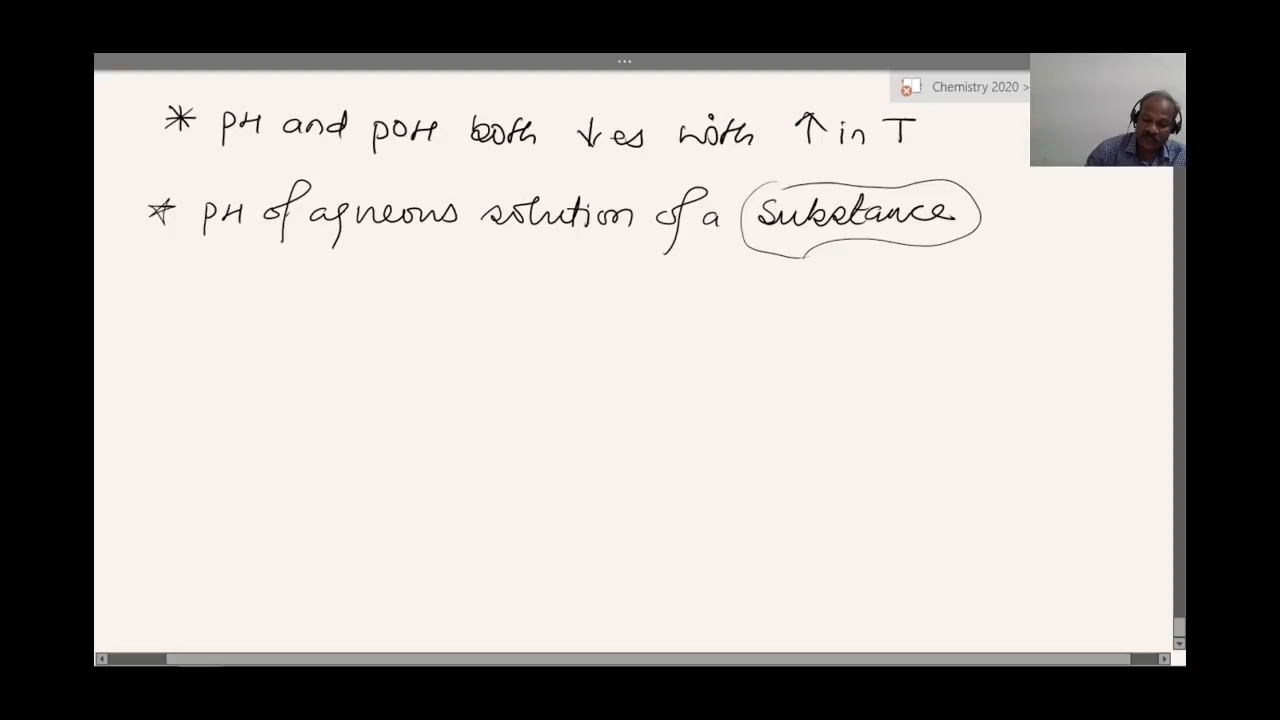 Chemistry 2020 >
* pH and pOH both ↓es with ↑ in T
* pH of aqueous solution of a substance